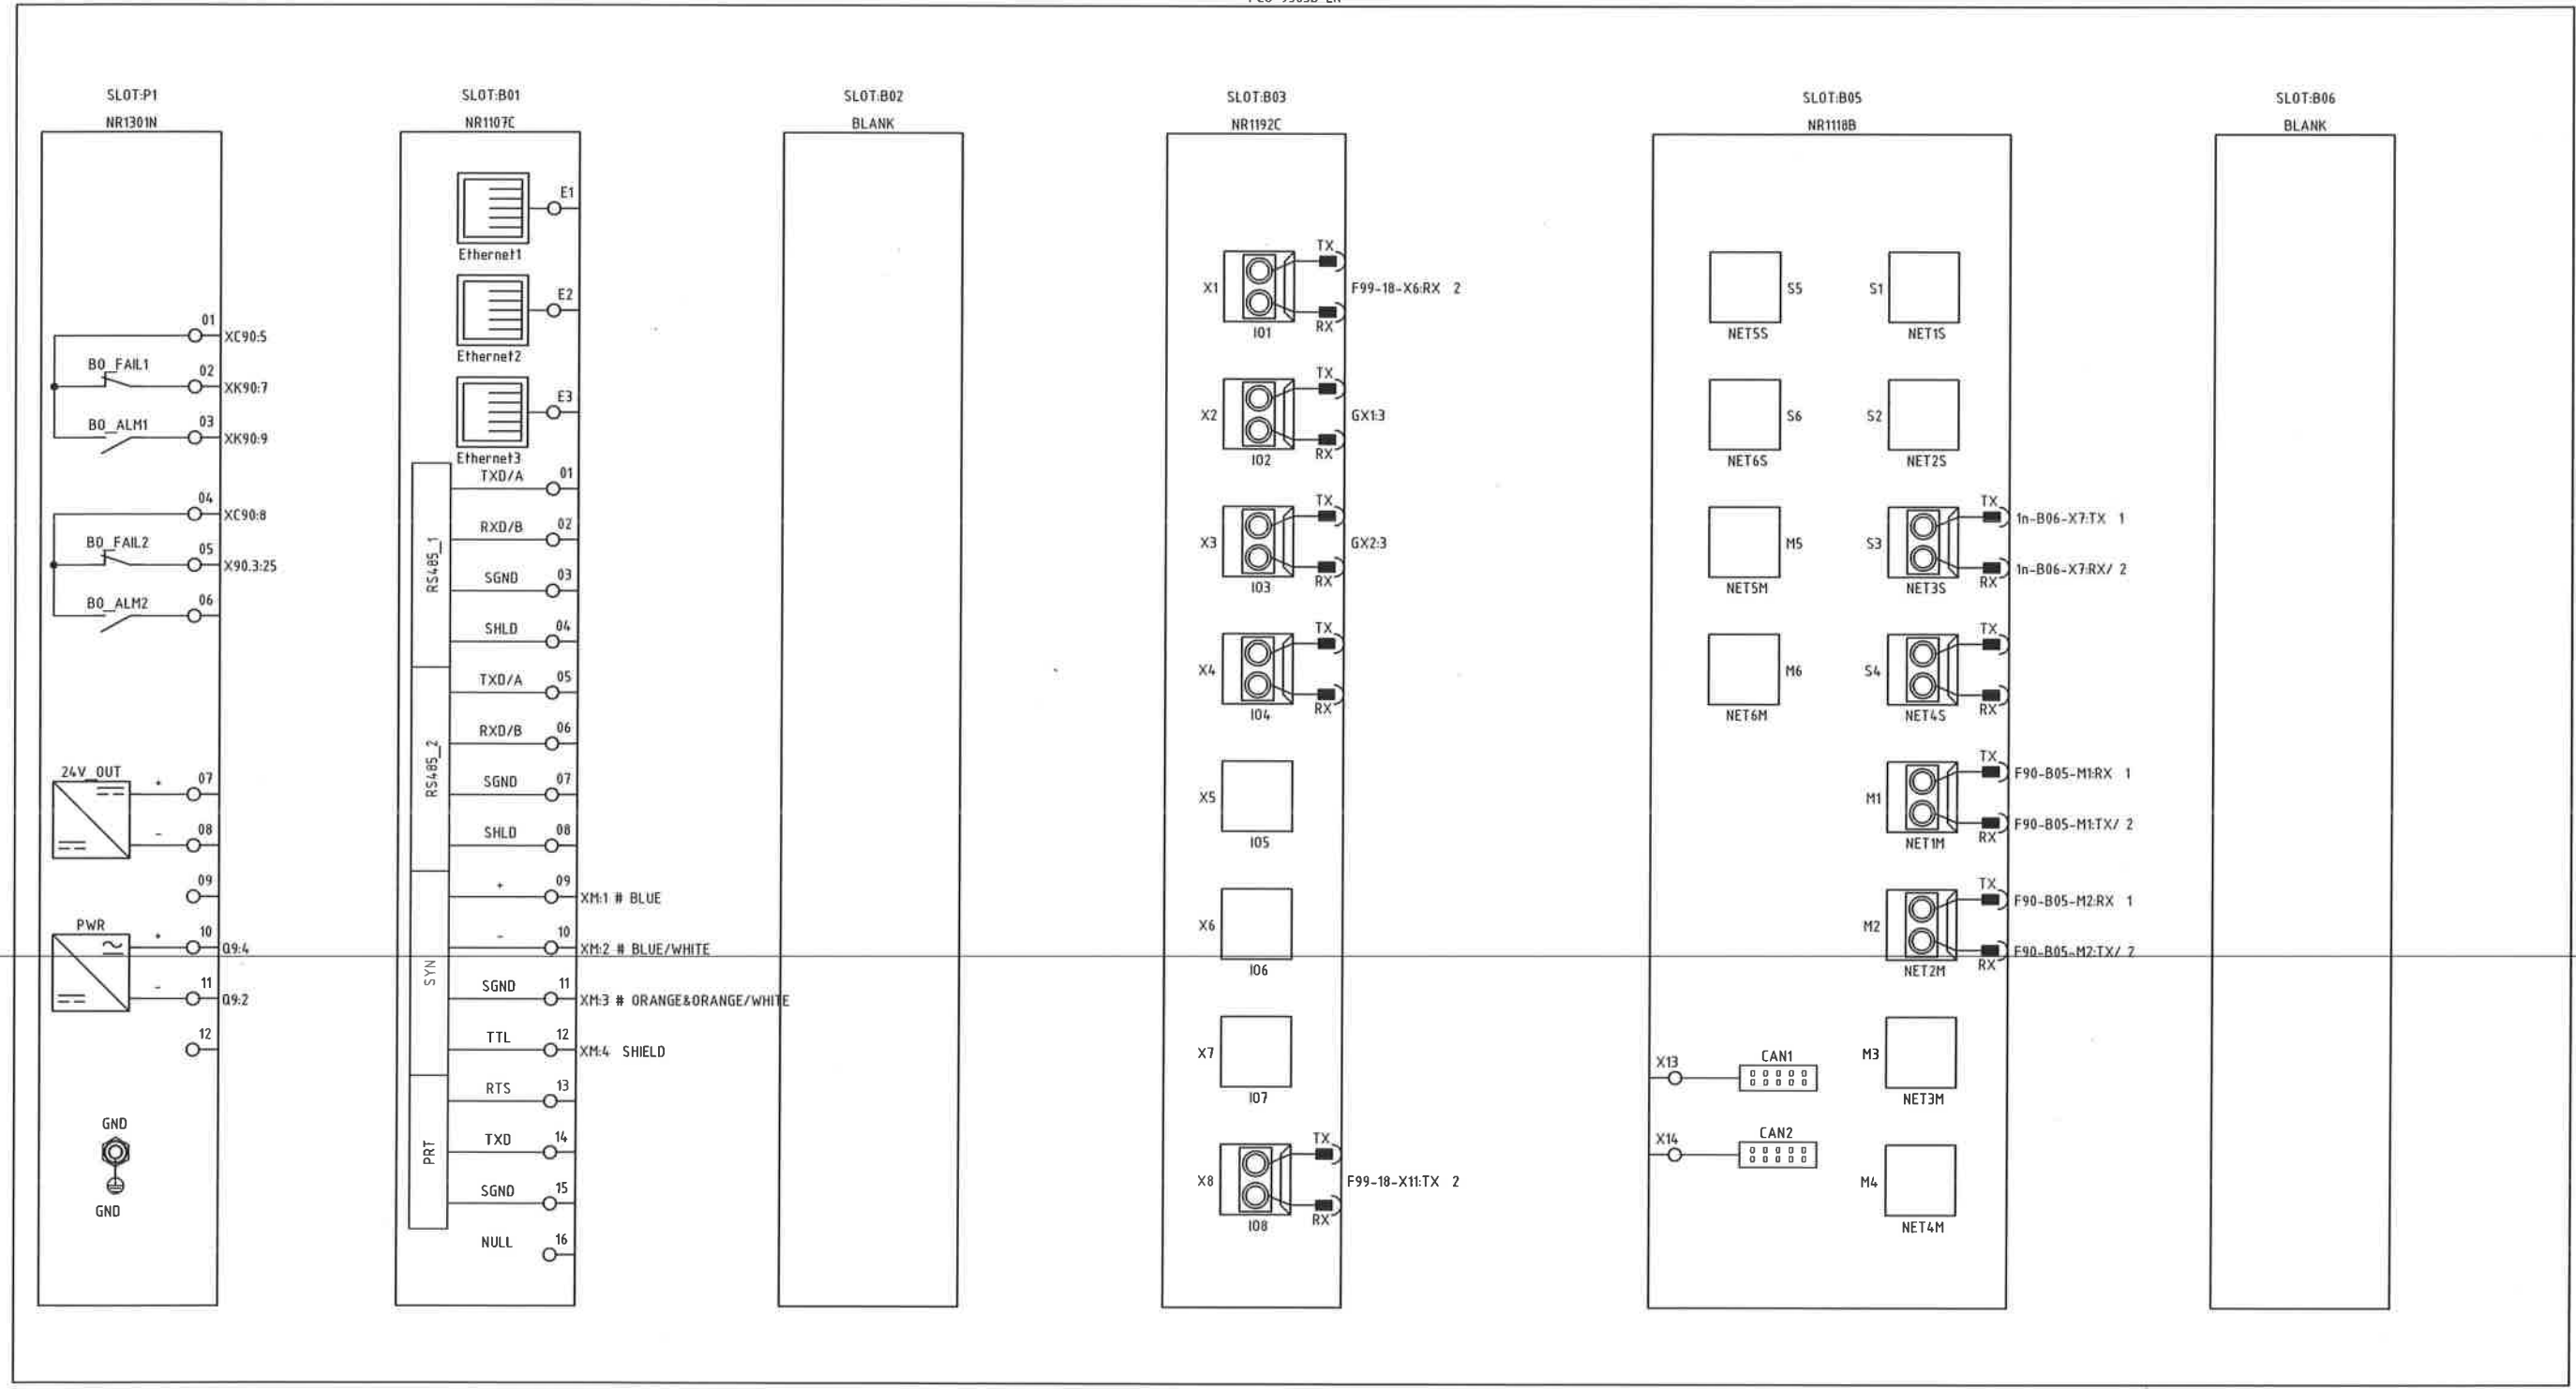 SLOT:P1
NR1301N
01
XC90:5
BO_FAIL1
02
XK90:7
BO_ALM1
03
XK90:9
04
XC90:8
BO_FAIL2
05
X90.3:25
BO_ALM2
06
24V_OUT
+
07
-
08
09
PWR
+
10
Q9:4
-
11
Q9:2
12
GND
GND
SLOT:B01
NR1107C
E1
Ethernet1
E2
Ethernet2
E3
Ethernet3
RS485_1
TXD/A 01
RXD/B 02
SGND 03
SHLD 04
RS485_2
TXD/A 05
RXD/B 06
SGND 07
SHLD 08
SYN
+ 09 XM:1 # BLUE
- 10 XM:2 # BLUE/WHITE
SGND 11 XM:3 # ORANGE&ORANGE/WHITE
TTL 12 XM:4 SHIELD
PRT
RTS 13
TXD 14
SGND 15
NULL 16
SLOT:B02
BLANK
SLOT:B03
NR1192C
TX
X1 F99-18-X6:RX 2
RX
IO1
TX
X2 GX1:3
RX
IO2
TX
X3 GX2:3
RX
IO3
TX
X4
RX
IO4
X5
IO5
X6
IO6
X7
IO7
TX
X8 F99-18-X11:TX 2
RX
IO8
SLOT:B05
NR1118B
S5
NET5S
S6
NET6S
M5
NET5M
M6
NET6M
X13 CAN1
X14 CAN2
S1
NET1S
S2
NET2S
TX
1n-B06-X7:TX 1
S3
1n-B06-X7:RX/ 2
RX
NET3S
TX
S4
RX
NET4S
TX
F90-B05-M1:RX 1
M1
F90-B05-M1:TX/ 2
RX
NET1M
TX
F90-B05-M2:RX 1
M2
F90-B05-M2:TX/ 2
RX
NET2M
M3
NET3M
M4
NET4M
SLOT:B06
BLANK